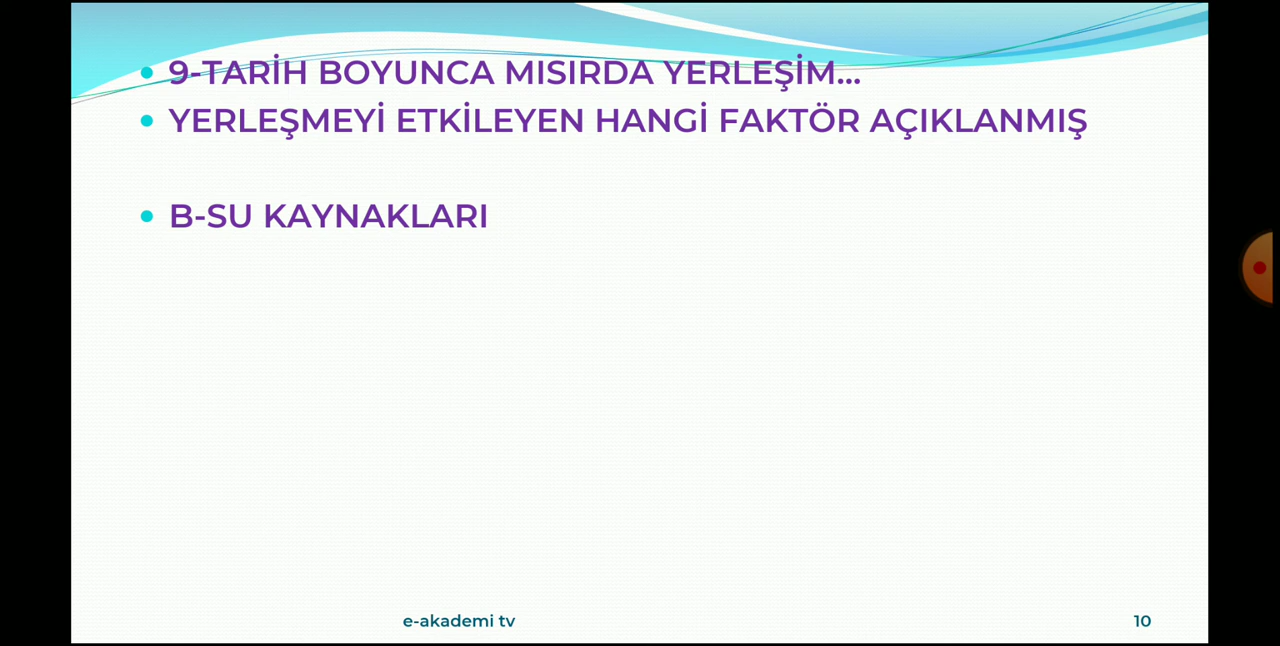 9-TARİH BOYUNCA MISIRDA YERLEŞİM...
YERLEŞMEYİ ETKİLEYEN HANGİ FAKTÖR AÇIKLANMIŞ
B-SU KAYNAKLARI
e-akademi tv
10